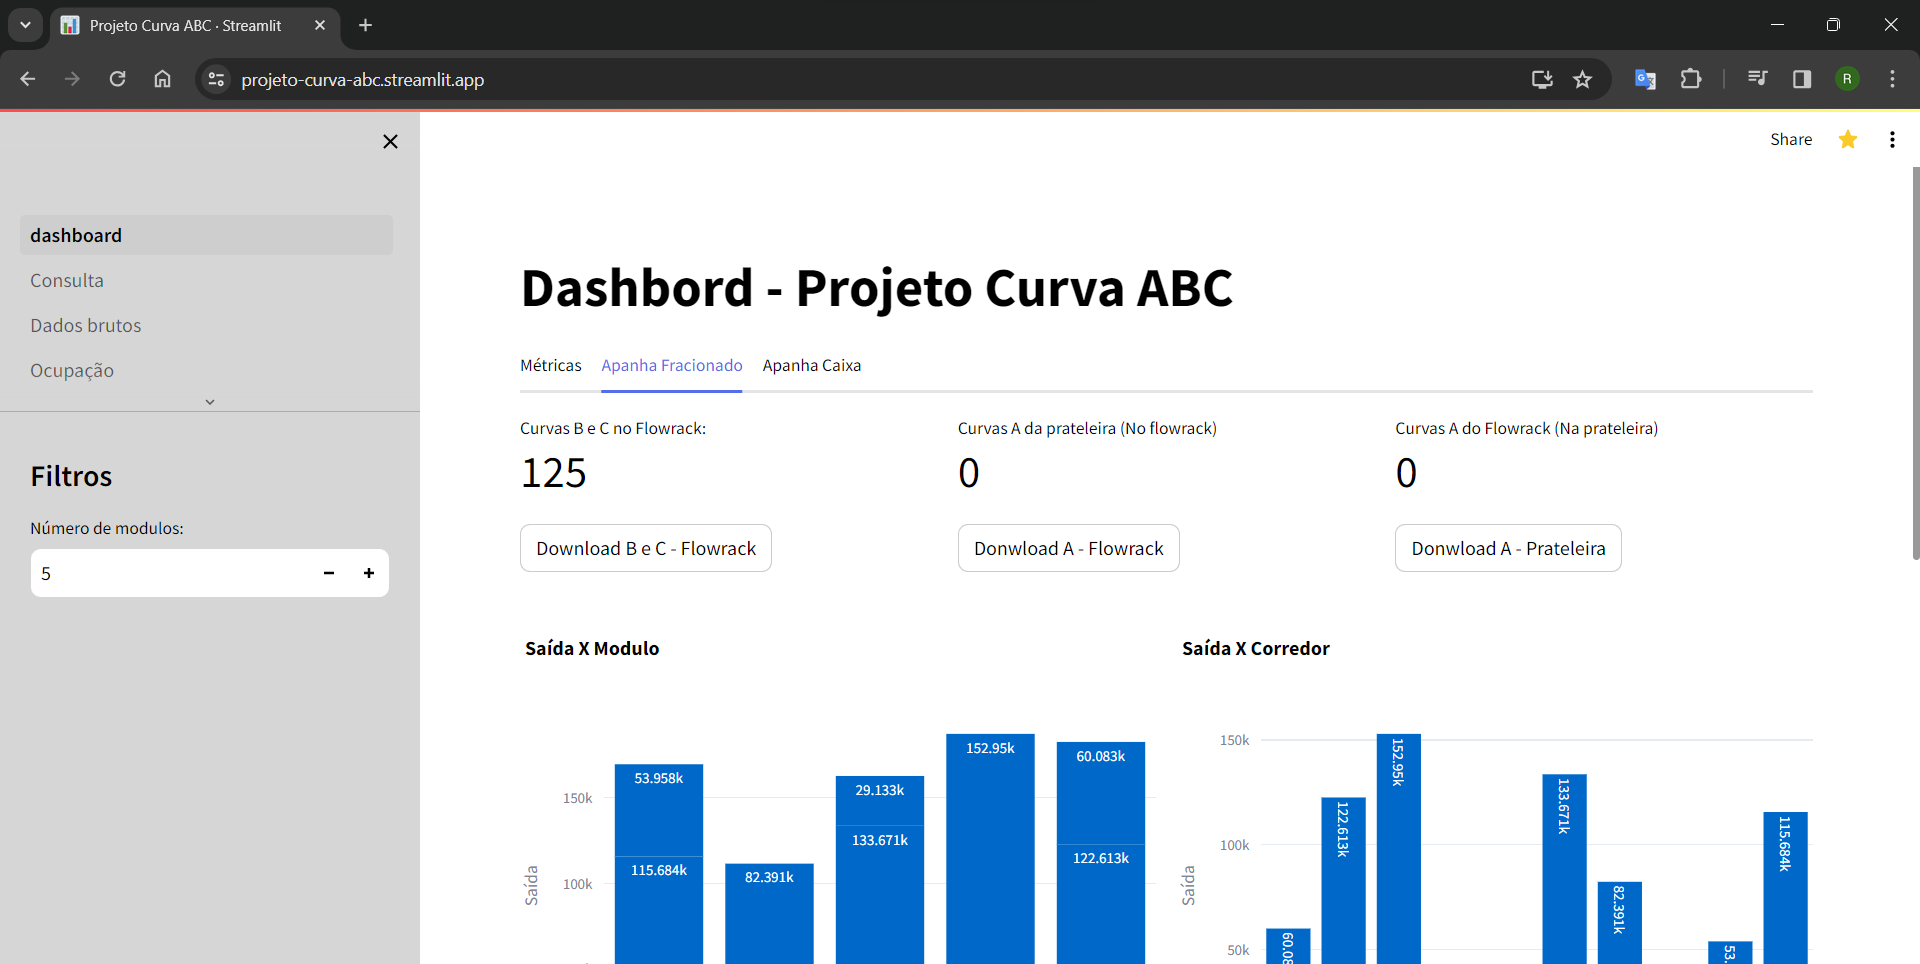 Projeto Curva ABC · Streamlit
projeto-curva-abc.streamlit.app
R
Share
dashboard
Consulta
Dados brutos
Ocupação
Filtros
Número de modulos:
5
Dashbord - Projeto Curva ABC
Métricas Apanha Fracionado Apanha Caixa
Curvas B e C no Flowrack:
125
Download B e C - Flowrack
Curvas A da prateleira (No flowrack)
0
Donwload A - Flowrack
Curvas A do Flowrack (Na prateleira)
0
Donwload A - Prateleira
Saída X Modulo
Saída
150k
100k
53.958k
115.684k
82.391k
29.133k
133.671k
152.95k
60.083k
122.613k
Saída X Corredor
Saída
150k
100k
50k
122.613k
152.95k
133.671k
82.391k
115.684k